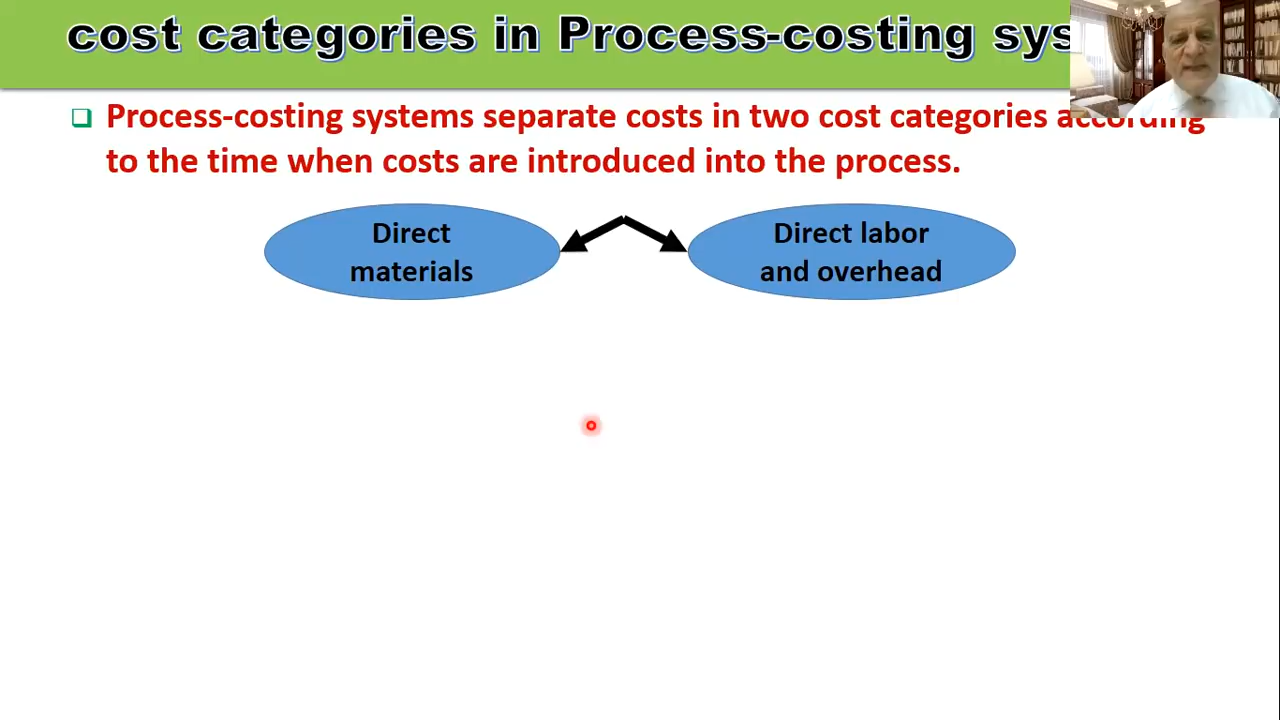 cost categories in Process-costing sys
Process-costing systems separate costs in two cost categories according
to the time when costs are introduced into the process.
Direct
materials
Direct labor
and overhead